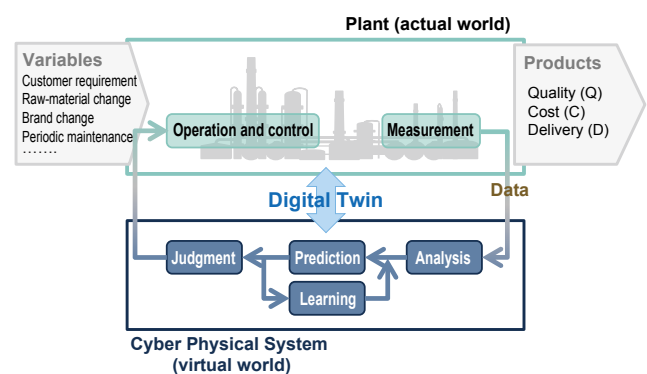 Plant (actual world)
Variables
Customer requirement
Raw-material change
Brand change
Periodic maintenance
.......
Operation and control
Measurement
Products
Quality (Q)
Cost (C)
Delivery (D)
Digital Twin
Data
Judgment
Prediction
Analysis
Learning
Cyber Physical System
(virtual world)